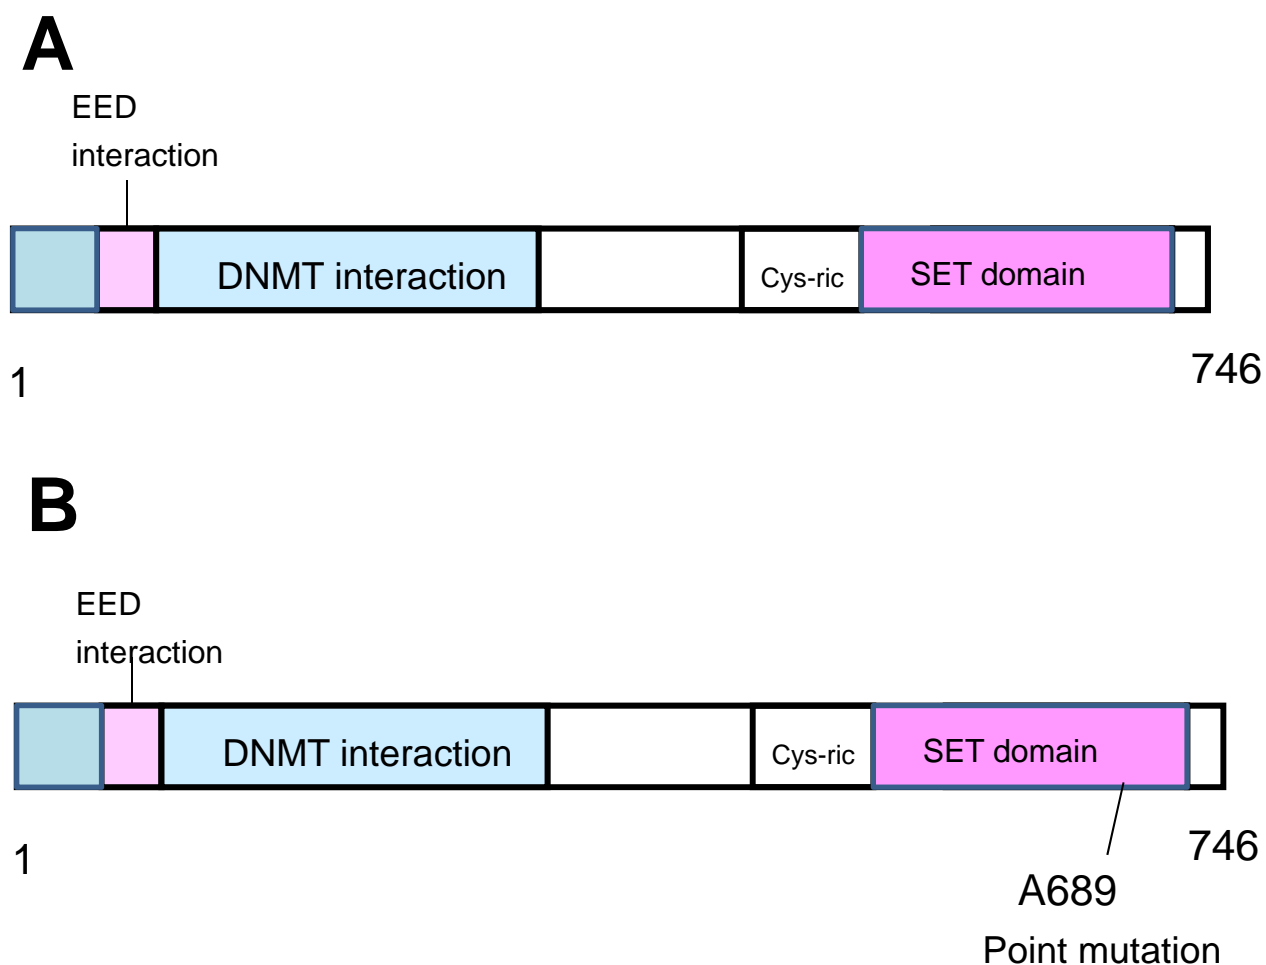 A
EED
interaction
DNMT interaction
Cys-ric
SET domain
1
746
B
EED
interaction
DNMT interaction
Cys-ric
SET domain
1
746
A689
Point mutation